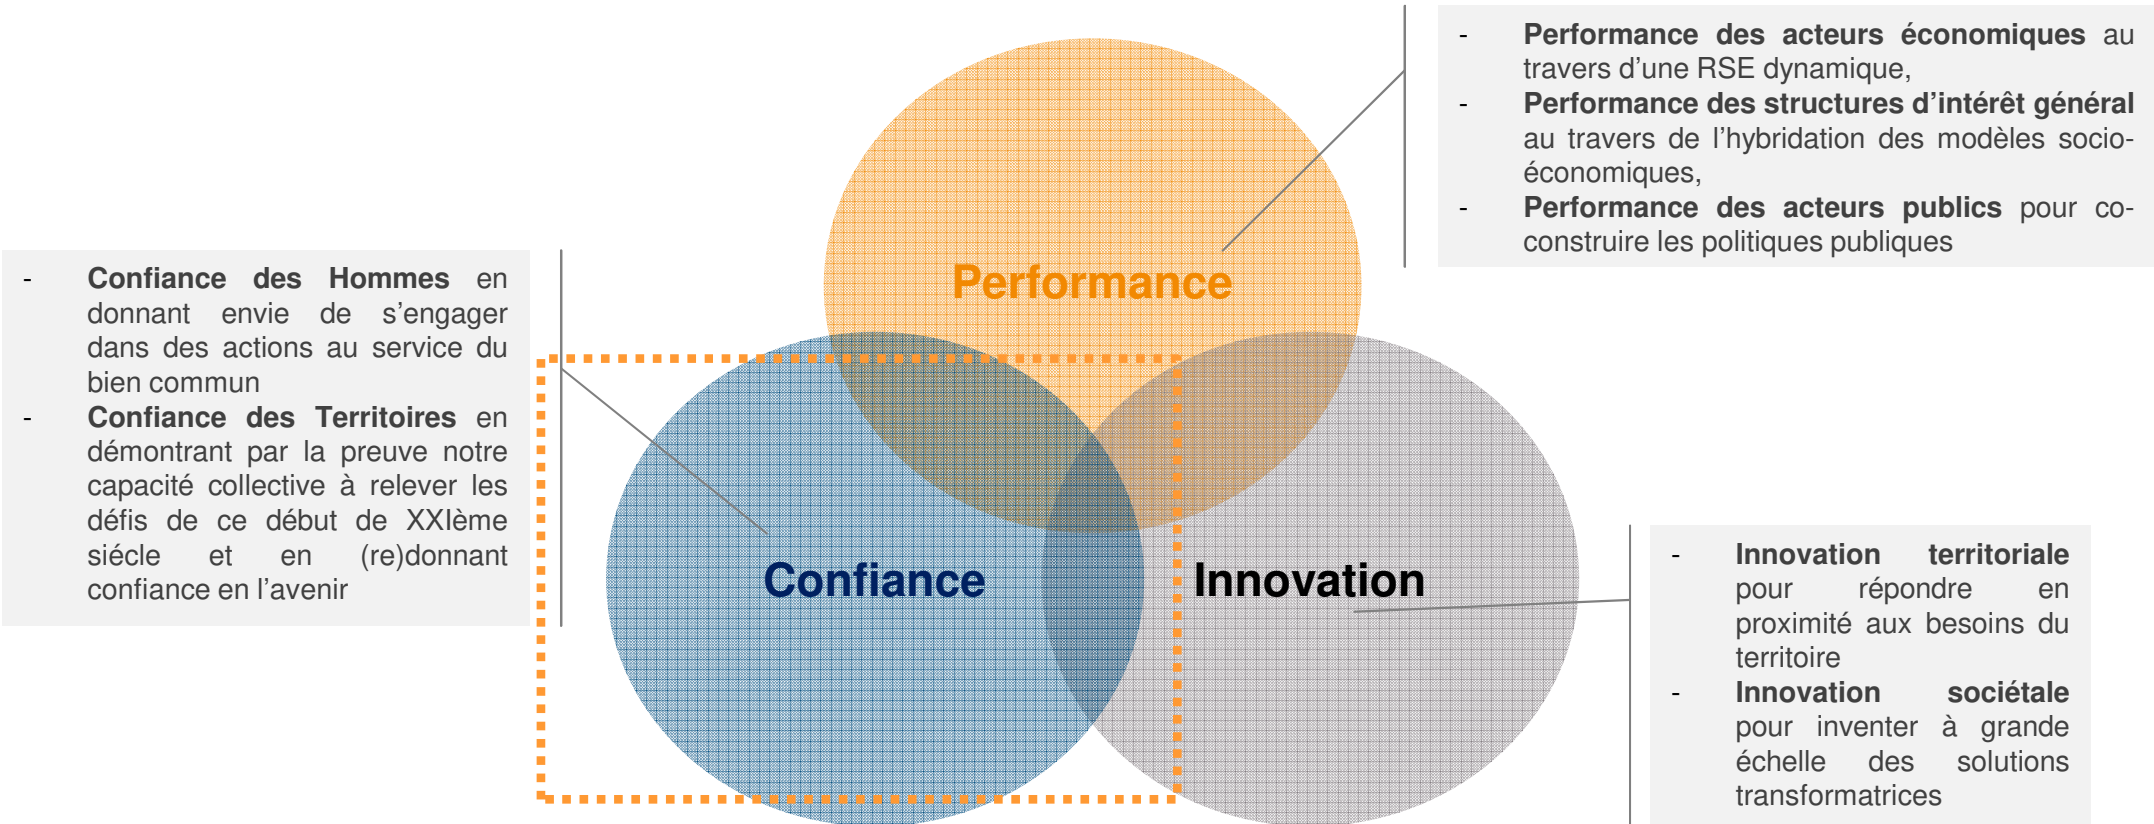 - Performance des acteurs économiques au
travers d'une RSE dynamique,
- Performance des structures d'intérêt général
au travers de l'hybridation des modèles socio-
économiques,
- Performance des acteurs publics pour co-
construire les politiques publiques
Performance
- Confiance des Hommes en
donnant envie de s'engager
dans des actions au service du
bien commun
- Confiance des Territoires en
démontrant par la preuve notre
capacité collective à relever les
défis de ce début de XXIème
siécle et en (re)donnant
confiance en l'avenir
Confiance
Innovation
- Innovation territoriale
pour répondre en
proximité aux besoins du
territoire
- Innovation sociétale
pour inventer à grande
échelle des solutions
transformatrices